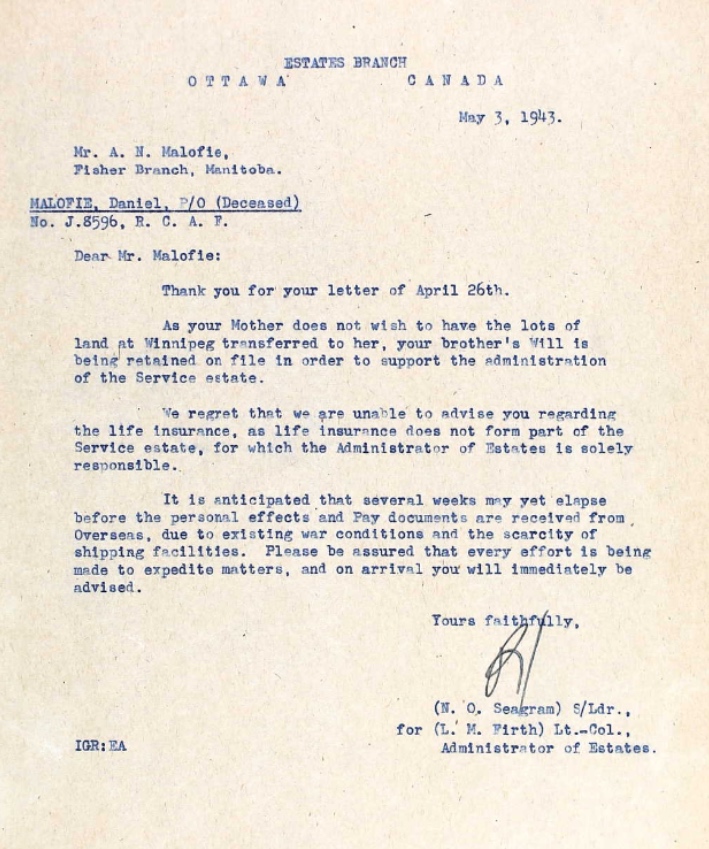 ESTATES BRANCH
OTTAWA CANADA
May 3, 1943.
Mr. A. N. Malofie,
Fisher Branch, Manitoba.
MALOFIE, Daniel, P/O (Deceased)
No. J.8596, R. C. A. F.
Dear Mr. Malofie:
Thank you for your letter of April 26th.
As your Mother does not wish to have the lots of
land at Winnipeg transferred to her, your brother's Will is
being retained on file in order to support the administration
of the Service estate.
We regret that we are unable to advise you regarding
the life insurance, as life insurance does not form part of the
Service estate, for which the Administrator of Estates is solely
responsible.
It is anticipated that several weeks may yet elapse
before the personal effects and Pay documents are received from
Overseas, due to existing war conditions and the scarcity of
shipping facilities. Please be assured that every effort is being
made to expedite matters, and on arrival you will immediately be
advised.
Yours faithfully,
(N. O. Seagram) S/Ldr.,
for (L. M. Firth) Lt.-Col.,
IGR:EA Administrator of Estates.